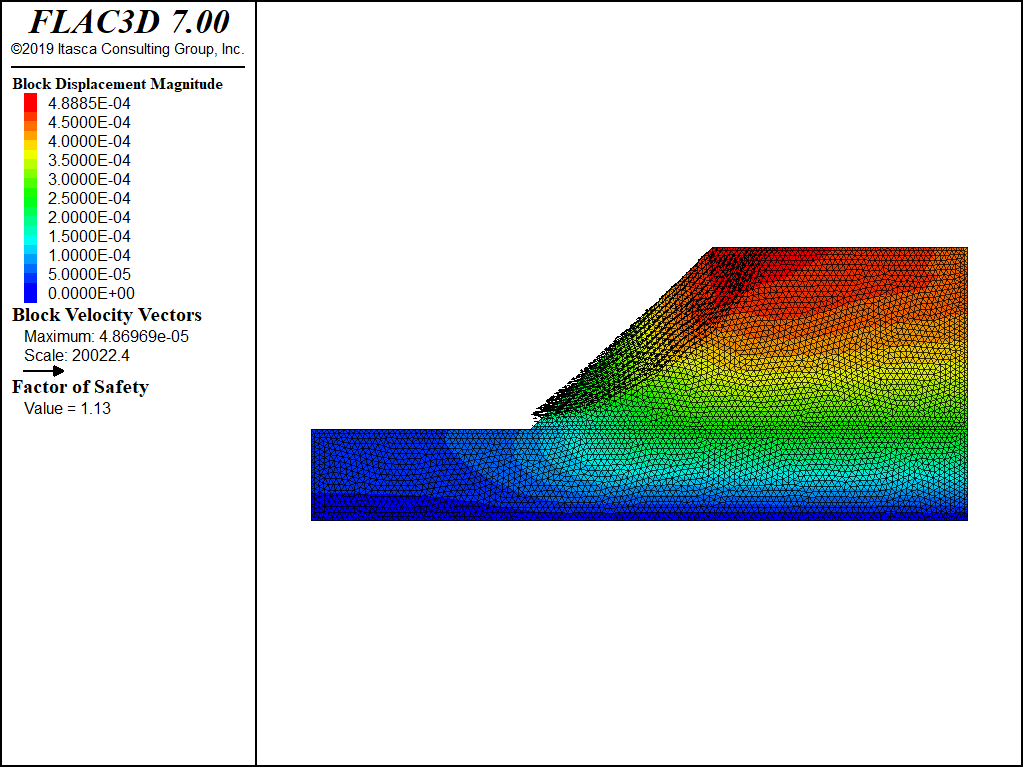 FLAC3D 7.00
©2019 Itasca Consulting Group, Inc.
Block Displacement Magnitude
4.8885E-04
4.5000E-04
4.0000E-04
3.5000E-04
3.0000E-04
2.5000E-04
2.0000E-04
1.5000E-04
1.0000E-04
5.0000E-05
0.0000E+00
Block Velocity Vectors
Maximum: 4.86969e-05
Scale: 20022.4
Factor of Safety
Value = 1.13